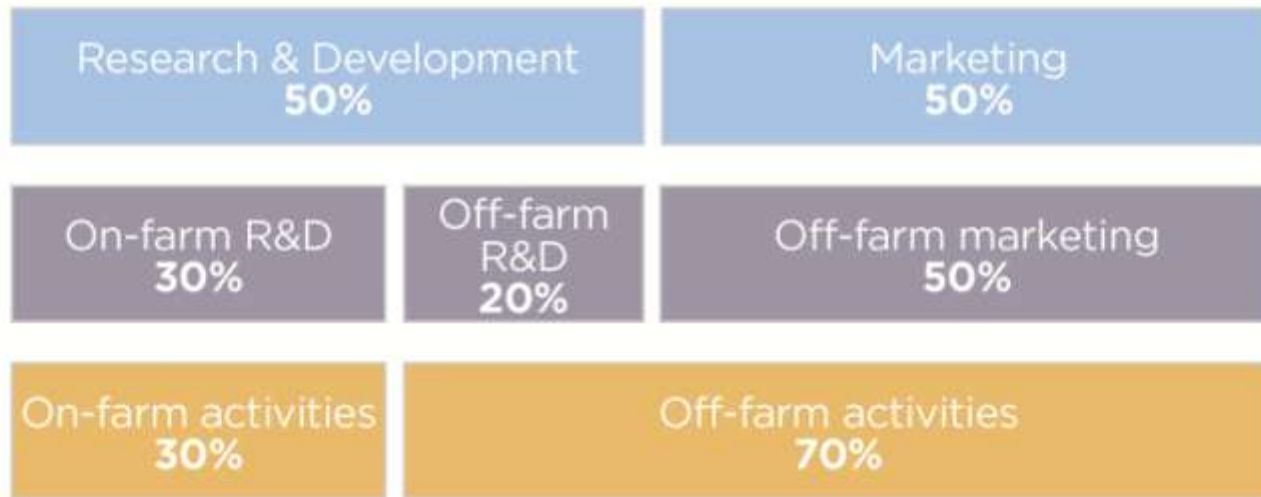 Research & Development
50%
Marketing
50%
On-farm R&D
30%
Off-farm
R&D
20%
Off-farm marketing
50%
On-farm activities
30%
Off-farm activities
70%